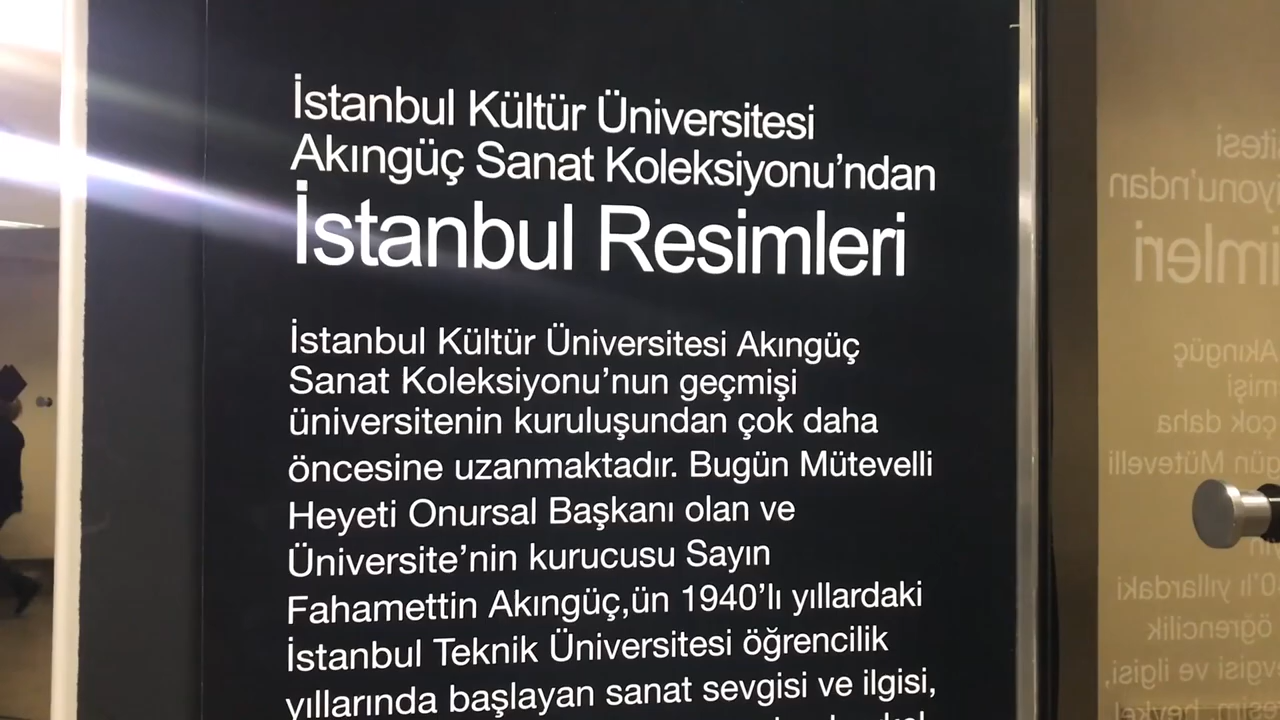 İstanbul Kültür Üniversitesi
Akıngüç Sanat Koleksiyonu’ndan
İstanbul Resimleri
İstanbul Kültür Üniversitesi Akıngüç
Sanat Koleksiyonu’nun geçmişi
üniversitenin kuruluşundan çok daha
öncesine uzanmaktadır. Bugün Mütevelli
Heyeti Onursal Başkanı olan ve
Üniversite’nin kurucusu Sayın
Fahamettin Akıngüç,ün 1940’lı yıllardaki
İstanbul Teknik Üniversitesi öğrencilik
yıllarında başlayan sanat sevgisi ve ilgisi,